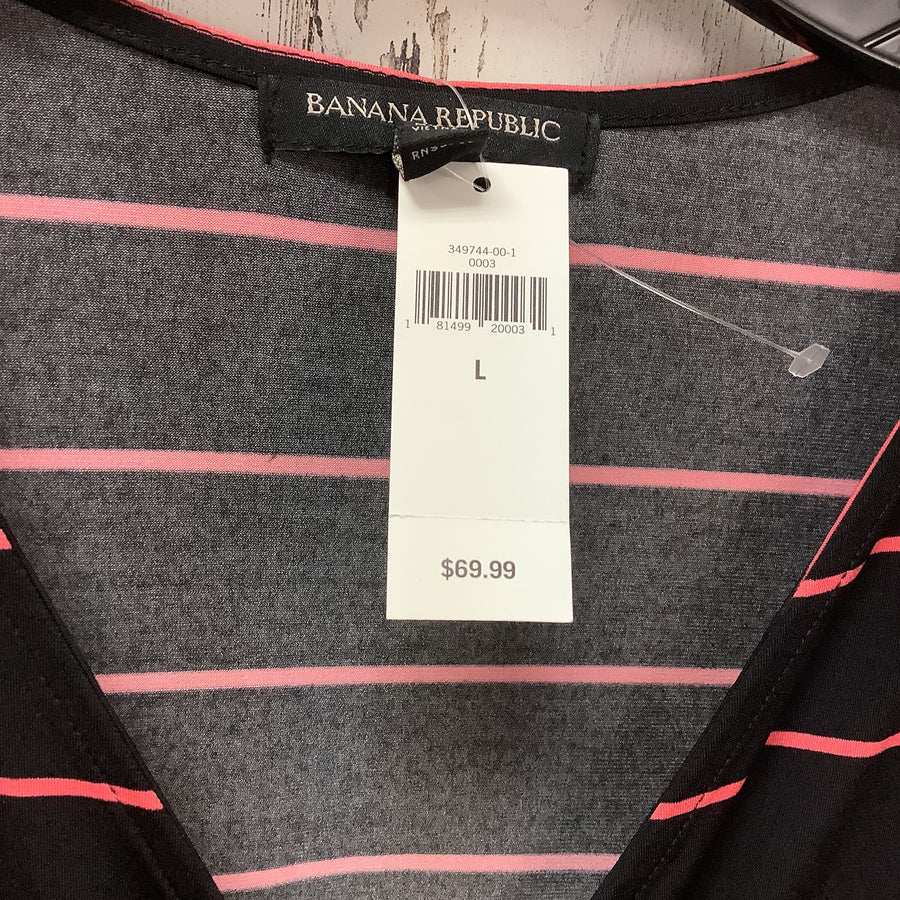 BANANA REPUBLIC
349744-00-1
0003
1 81499 20003 1
L
$69.99